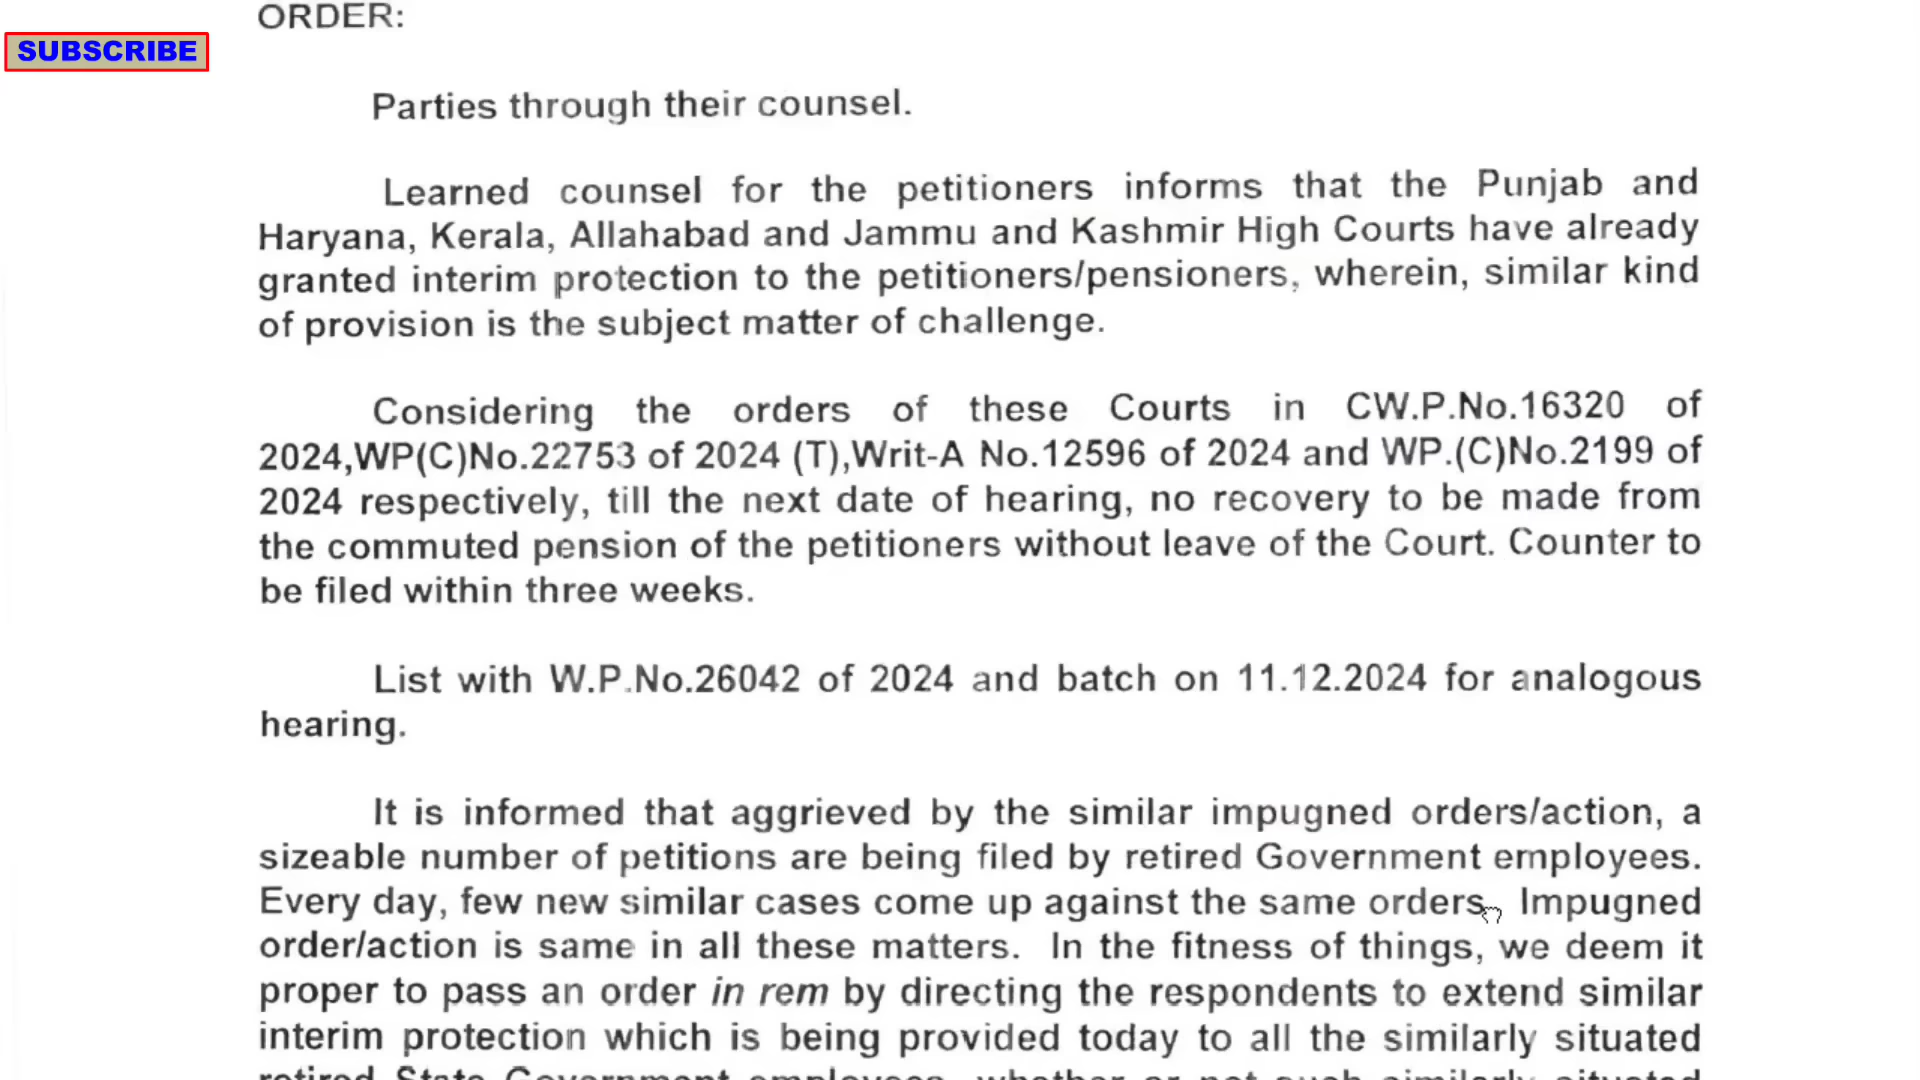 ORDER:
SUBSCRIBE
Parties through their counsel.
Learned counsel for the petitioners informs that the Punjab and
Haryana, Kerala, Allahabad and Jammu and Kashmir High Courts have already
granted interim protection to the petitioners/pensioners, wherein, similar kind
of provision is the subject matter of challenge.
Considering the orders of these Courts in CW.P.No.16320 of
2024,WP(C)No.22753 of 2024 (T),Writ-A No.12596 of 2024 and WP.(C)No.2199 of
2024 respectively, till the next date of hearing, no recovery to be made from
the commuted pension of the petitioners without leave of the Court. Counter to
be filed within three weeks.
List with W.P.No.26042 of 2024 and batch on 11.12.2024 for analogous
hearing.
It is informed that aggrieved by the similar impugned orders/action, a
sizeable number of petitions are being filed by retired Government employees.
Every day, few new similar cases come up against the same orders. Impugned
order/action is same in all these matters. In the fitness of things, we deem it
proper to pass an order in rem by directing the respondents to extend similar
interim protection which is being provided today to all the similarly situated
retired State Government employees, whether or not such similarly situated